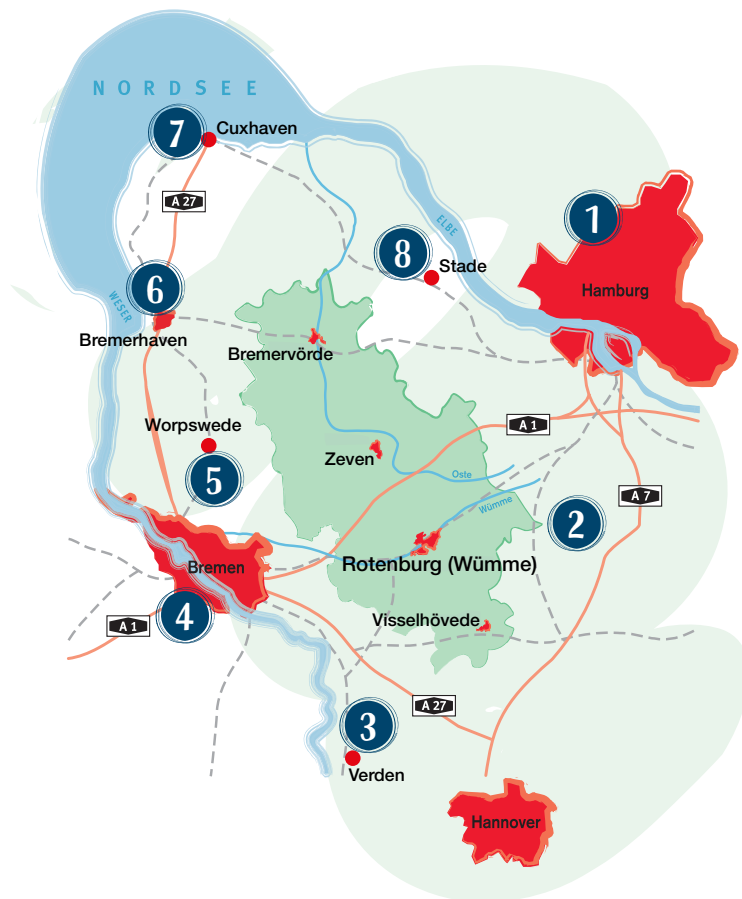 NORDSEE
7
Cuxhaven
A 27
1
ELBE
8
Stade
6
Hamburg
WESER
Bremerhaven
Bremervörde
Worpswede
A 1
Zeven
5
Oste
A 7
Wümme
2
Rotenburg (Wümme)
Bremen
4
Visselhövede
A 1
A 27
3
Verden
Hannover